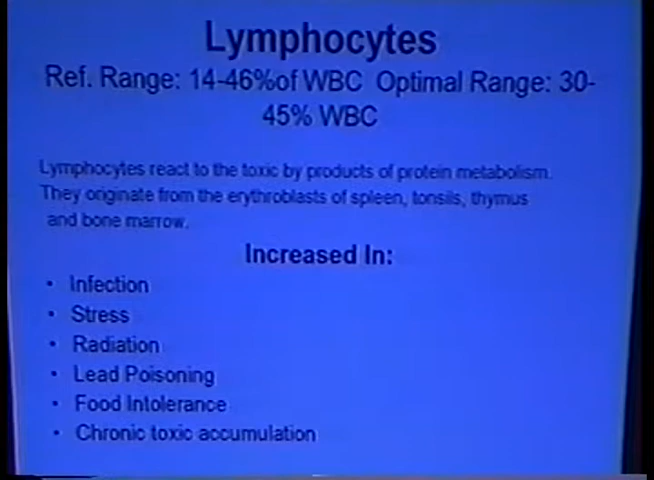 Lymphocytes
Ref. Range: 14-46%of WBC Optimal Range: 30-
45% WBC
Lymphocytes react to the toxic by products of protein metabolism.
They originate from the erythroblasts of spleen, tonsils, thymus
and bone marrow.
Increased In:
• Infection
• Stress
• Radiation
• Lead Poisoning
• Food Intolerance
• Chronic toxic accumulation